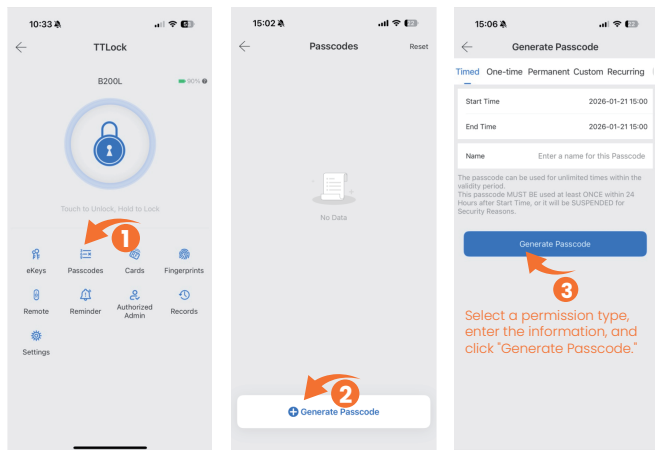 10:33
TTLock
B200L
90%
Touch to Unlock, Hold to Lock
1
eKeys Passcodes Cards Fingerprints
Remote Reminder Authorized Admin Records
Settings
15:02
Passcodes Reset
No Data
2
Generate Passcode
15:06
Generate Passcode
Timed One-time Permanent Custom Recurring
Start Time 2026-01-21 15:00
End Time 2026-01-21 15:00
Name Enter a name for this Passcode
The passcode can be used for unlimited times within the
validity period.
This passcode MUST BE used at least ONCE within 24
Hours after Start Time, or it will be SUSPENDED for
Security Reasons.
Generate Passcode
3
Select a permission type,
enter the information, and
click "Generate Passcode."